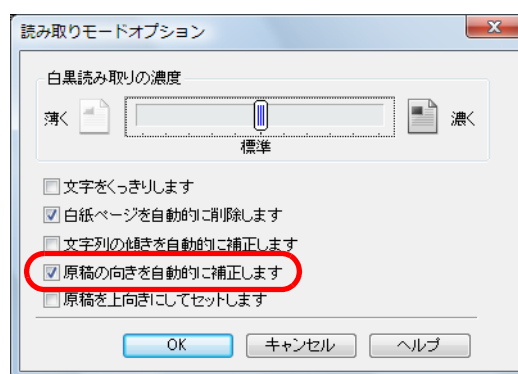 読み取りモードオプション
白黒読み取りの濃度
薄く 濃く
標準
文字をくっきりします
白紙ページを自動的に削除します
文字列の傾きを自動的に補正します
原稿の向きを自動的に補正します
原稿を上向きにしてセットします
OK キャンセル ヘルプ